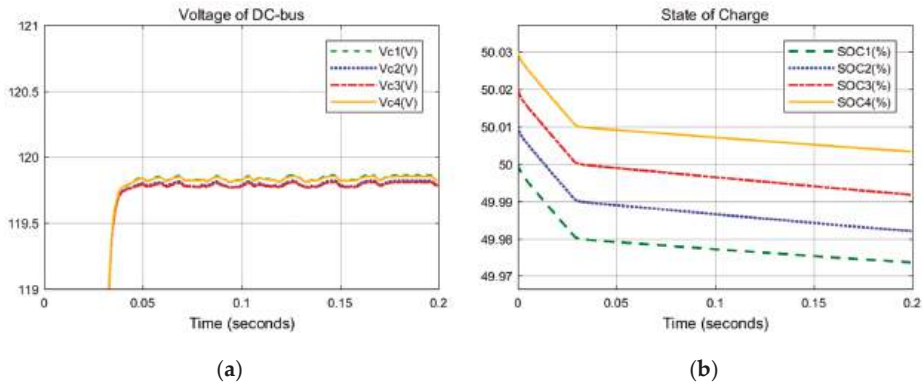 Voltage of DC-bus
121
120.5
120
119.5
119
0
0.05
0.1
0.15
0.2
Time (seconds)
Vc1(V)
Vc2(V)
Vc3(V)
Vc4(V)
(a)
State of Charge
50.03
50.02
50.01
50
49.99
49.98
49.97
0
0.05
0.1
0.15
0.2
Time (seconds)
SOC1(%)
SOC2(%)
SOC3(%)
SOC4(%)
(b)